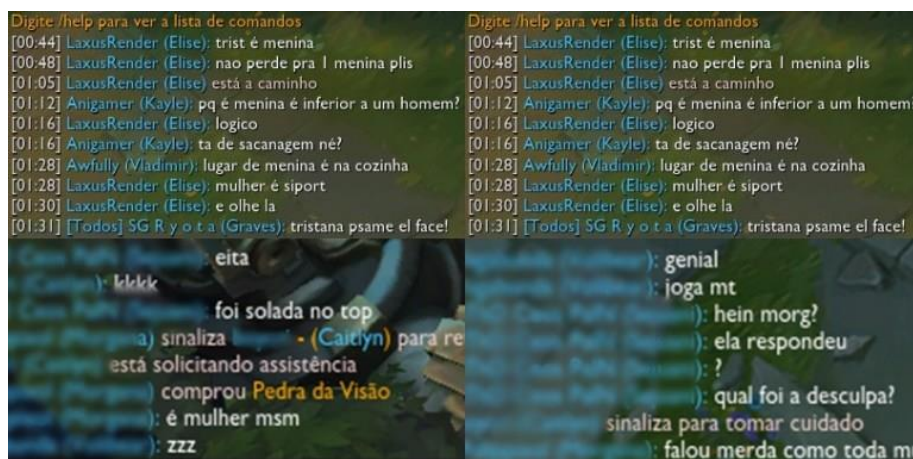 Digite /help para ver a lista de comandos
[00:44] LaxusRender (Elise): trist é menina
[00:48] LaxusRender (Elise): nao perde pra 1 menina plis
[01:05] LaxusRender (Elise) está a caminho
[01:12] Anigamer (Kayle): pq é menina é inferior a um homem?
[01:16] LaxusRender (Elise): logico
[01:16] Anigamer (Kayle): ta de sacanagem né?
[01:28] Awfully (Vladimir): lugar de menina é na cozinha
[01:28] LaxusRender (Elise): mulher é siport
[01:30] LaxusRender (Elise): e olhe la
[01:31] [Todos] SG R y o t a (Graves): tristana psame el face!
Digite /help para ver a lista de comandos
[00:44] LaxusRender (Elise): trist é menina
[00:48] LaxusRender (Elise): nao perde pra 1 menina plis
[01:05] LaxusRender (Elise) está a caminho
[01:12] Anigamer (Kayle): pq é menina é inferior a um homem
[01:16] LaxusRender (Elise): logico
[01:16] Anigamer (Kayle): ta de sacanagem né?
[01:28] Awfully (Vladimir): lugar de menina é na cozinha
[01:28] LaxusRender (Elise): mulher é siport
[01:30] LaxusRender (Elise): e olhe la
[01:31] [Todos] SG R y o t a (Graves): tristana psame el face!
: eita
): kkkk
foi solada no top
a) sinaliza - (Caitlyn) para re
está solicitando assistência
comprou Pedra da Visão
): é mulher msm
): zzz
): genial
): joga mt
): hein morg?
): ela respondeu
): ?
): qual foi a desculpa?
sinaliza para tomar cuidado
): falou merda como toda m